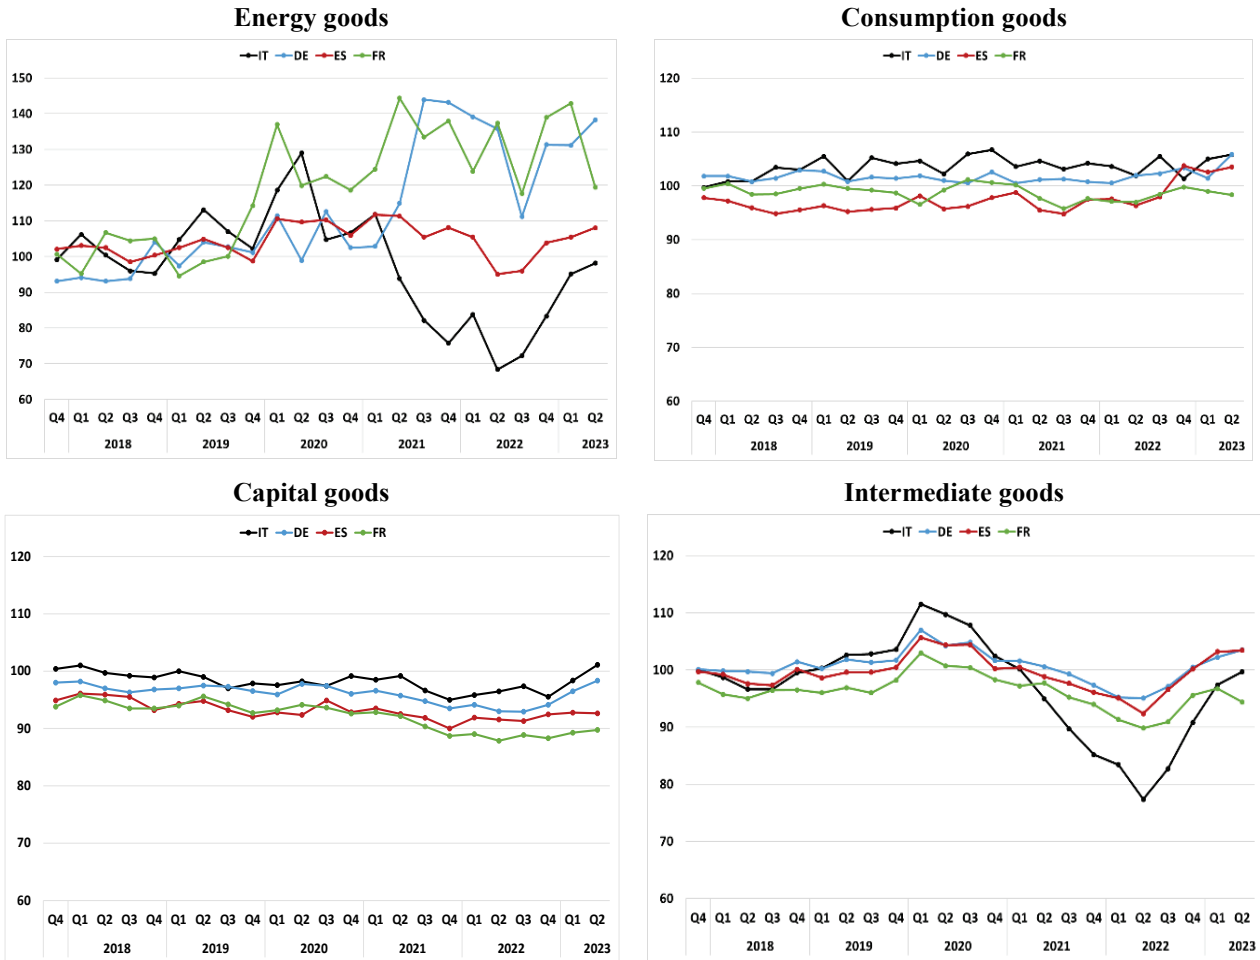 Energy goods
IT DE ES FR
150
140
130
120
110
100
90
80
70
60
Q4 Q1 Q2 Q3 Q4 Q1 Q2 Q3 Q4 Q1 Q2 Q3 Q4 Q1 Q2 Q3 Q4 Q1 Q2 Q3 Q4 Q1 Q2
2018 2019 2020 2021 2022 2023
Consumption goods
IT DE ES FR
120
110
100
90
80
70
60
Q4 Q1 Q2 Q3 Q4 Q1 Q2 Q3 Q4 Q1 Q2 Q3 Q4 Q1 Q2 Q3 Q4 Q1 Q2 Q3 Q4 Q1 Q2
2018 2019 2020 2021 2022 2023
Capital goods
IT DE ES FR
120
110
100
90
80
70
60
Q4 Q1 Q2 Q3 Q4 Q1 Q2 Q3 Q4 Q1 Q2 Q3 Q4 Q1 Q2 Q3 Q4 Q1 Q2 Q3 Q4 Q1 Q2
2018 2019 2020 2021 2022 2023
Intermediate goods
IT DE ES FR
120
110
100
90
80
70
60
Q4 Q1 Q2 Q3 Q4 Q1 Q2 Q3 Q4 Q1 Q2 Q3 Q4 Q1 Q2 Q3 Q4 Q1 Q2 Q3 Q4 Q1 Q2
2018 2019 2020 2021 2022 2023